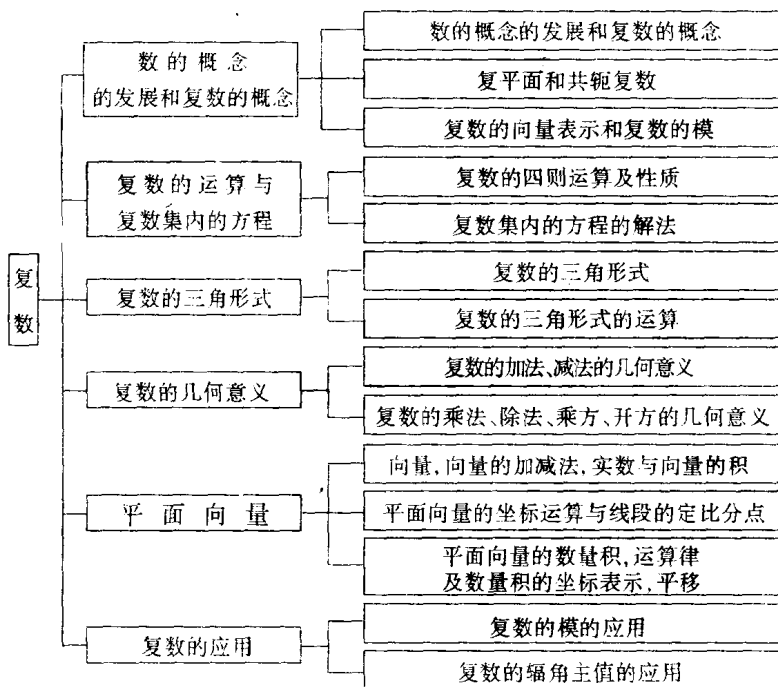 复
数
数的概念
的发展和复数的概念
数的概念的发展和复数的概念
复平面和共轭复数
复数的向量表示和复数的模
复数的运算与
复数集内的方程
复数的四则运算及性质
复数集内的方程的解法
复数的三角形式
复数的三角形式
复数的三角形式的运算
复数的几何意义
复数的加法、减法的几何意义
复数的乘法、除法、乘方、开方的几何意义
平面向量
向量,向量的加减法,实数与向量的积
平面向量的坐标运算与线段的定比分点
平面向量的数量积,运算律
及数量积的坐标表示,平移
复数的应用
复数的模的应用
复数的辐角主值的应用